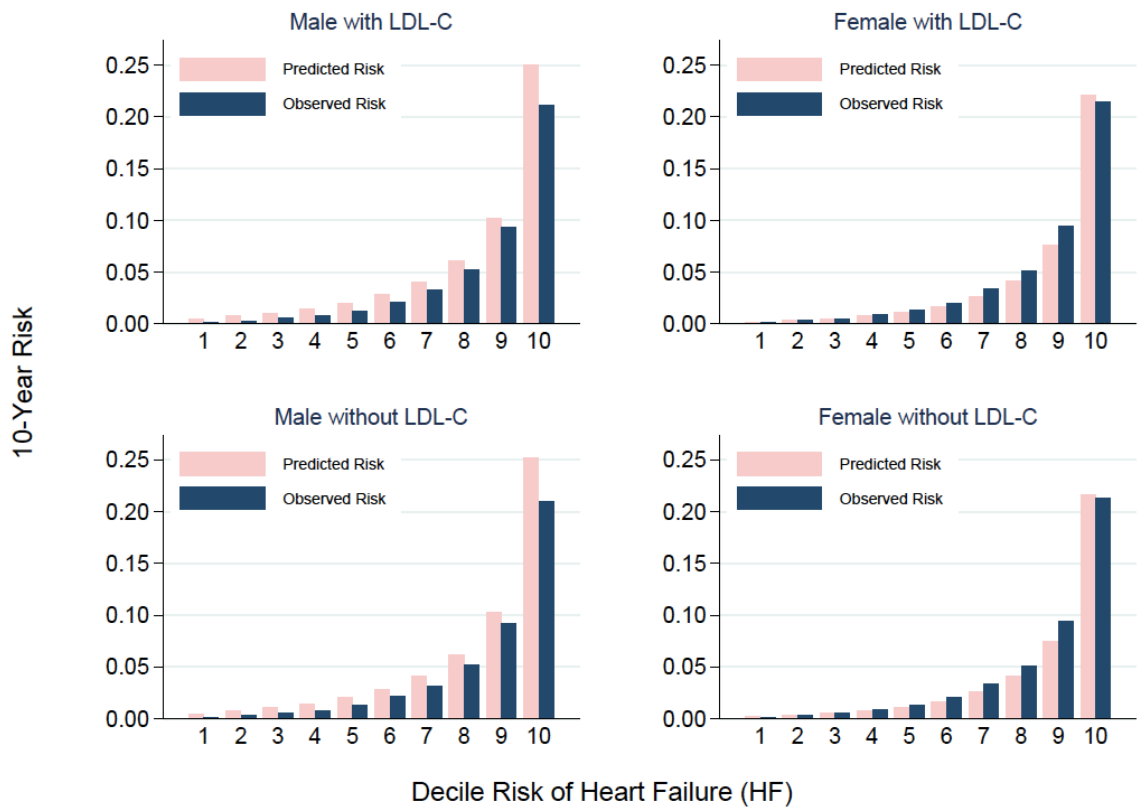 Male with LDL-C
Female with LDL-C
0.25
0.20
0.15
0.10
0.05
0.00
Predicted Risk
Observed Risk
1 2 3 4 5 6 7 8 9 10
0.25
0.20
0.15
0.10
0.05
0.00
Predicted Risk
Observed Risk
1 2 3 4 5 6 7 8 9 10
10-Year Risk
Male without LDL-C
Female without LDL-C
0.25
0.20
0.15
0.10
0.05
0.00
Predicted Risk
Observed Risk
1 2 3 4 5 6 7 8 9 10
0.25
0.20
0.15
0.10
0.05
0.00
Predicted Risk
Observed Risk
1 2 3 4 5 6 7 8 9 10
Decile Risk of Heart Failure (HF)